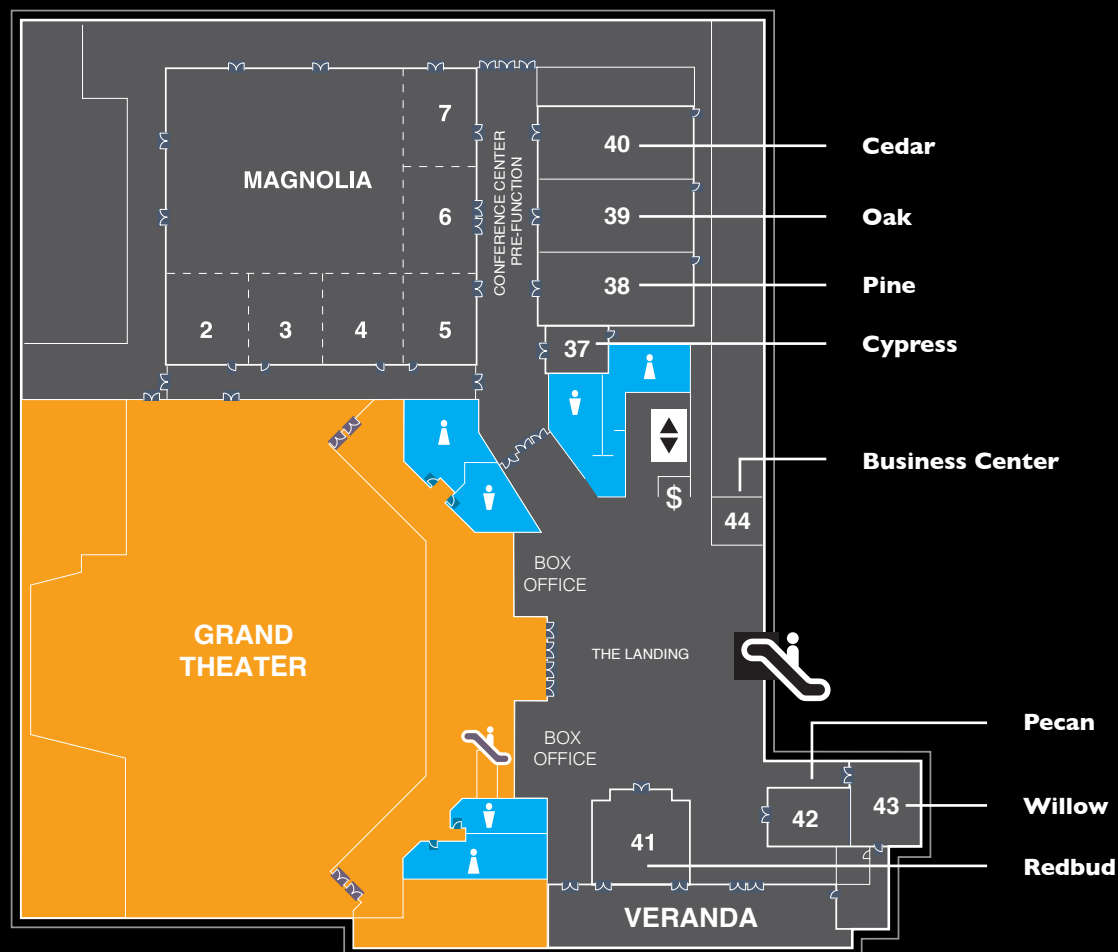 7
40
Cedar
MAGNOLIA
CONFERENCE CENTER
PRE-FUNCTION
6
39
Oak
38
Pine
2
3
4
5
37
Cypress
Business Center
$
44
BOX
OFFICE
GRAND
THEATER
THE LANDING
Pecan
BOX
OFFICE
43
Willow
42
41
Redbud
VERANDA